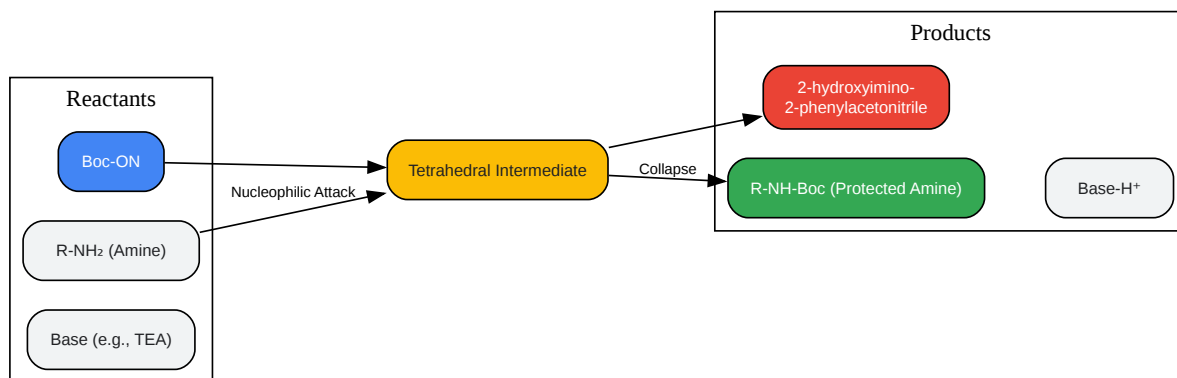 Reactants
Boc-ON
R-NH₂ (Amine)
Base (e.g., TEA)
Nucleophilic Attack
Tetrahedral Intermediate
Collapse
Products
2-hydroxyimino-
2-phenylacetonitrile
R-NH-Boc (Protected Amine)
Base-H⁺